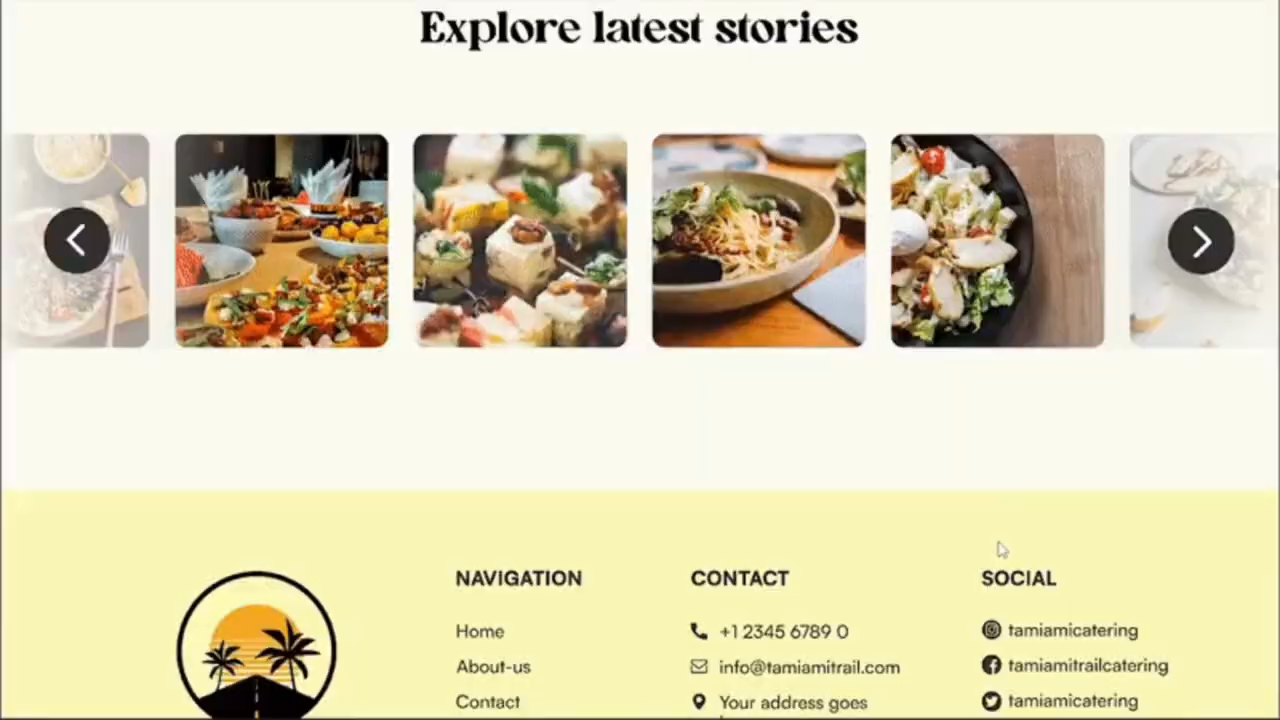 Explore latest stories
NAVIGATION
Home
About-us
Contact
CONTACT
+1 2345 6789 0
info@tamiamitrail.com
Your address goes
SOCIAL
tamiamicatering
tamiamitrailcatering
tamiamicatering